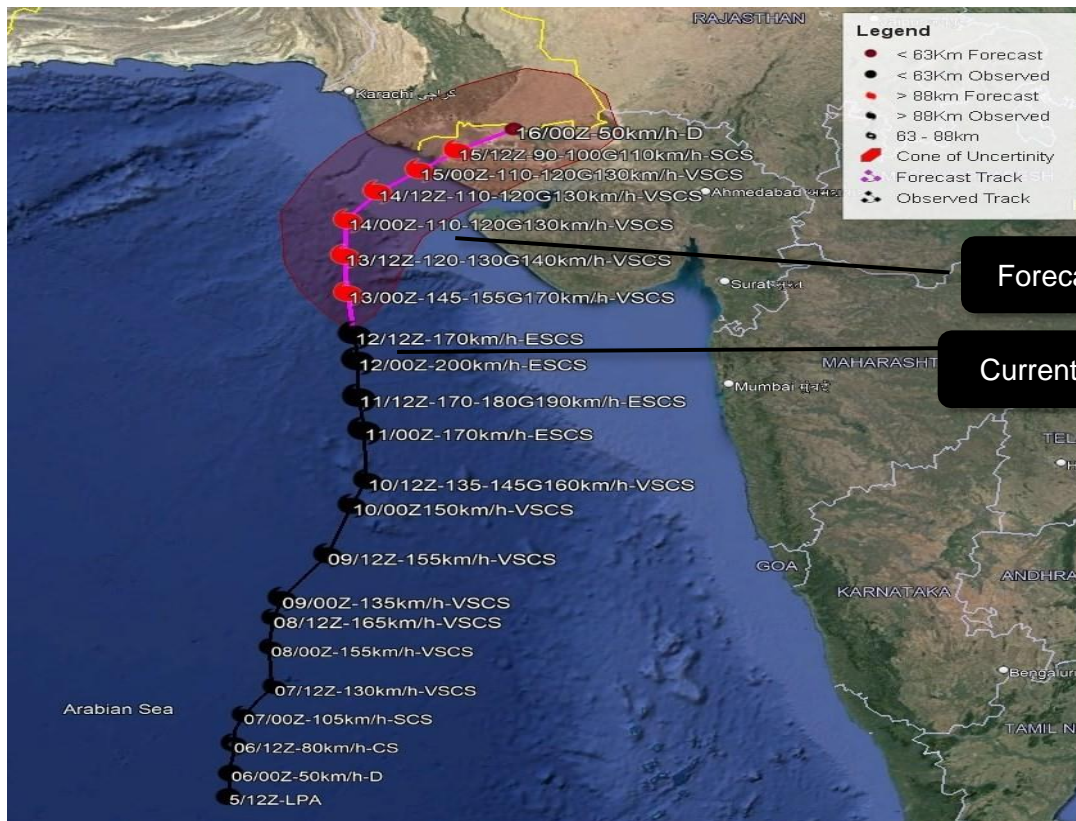 RAJASTHAN
Legend
< 63Km Forecast
< 63Km Observed
> 88km Forecast
> 88km Observed
63 - 88km
Cone of Uncertinity
Forecast Track
Observed Track
Karachi کراچی
16/00Z-50km/h-D
15/12Z-90-100G110km/h-SCS
15/00Z-110-120G130km/h-VSCS
14/12Z-110-120G130km/h-VSCS
Ahmedabad
14/00Z-110-120G130km/h-VSCS
13/12Z-120-130G140km/h-VSCS
Foreca
Surat
13/00Z-145-155G170km/h-VSCS
12/12Z-170km/h-ESCS
12/00Z-200km/h-ESCS
MAHARASHT
Current
Mumbai मुंबई
11/12Z-170-180G190km/h-ESCS
11/00Z-170km/h-ESCS
TEL
H
10/12Z-135-145G160km/h-VSCS
10/00Z150km/h-VSCS
09/12Z-155km/h-VSCS
GOA
ANDHRA
KARNATAKA
09/00Z-135km/h-VSCS
08/12Z-165km/h-VSCS
08/00Z-155km/h-VSCS
Bengaluru
07/12Z-130km/h-VSCS
Arabian Sea
07/00Z-105km/h-SCS
TAMIL N
06/12Z-80km/h-CS
06/00Z-50km/h-D
5/12Z-LPA